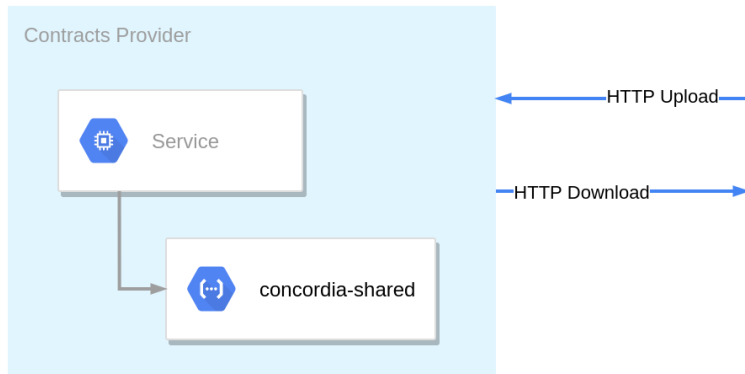 Contracts Provider
Service
concordia-shared
HTTP Upload
HTTP Download